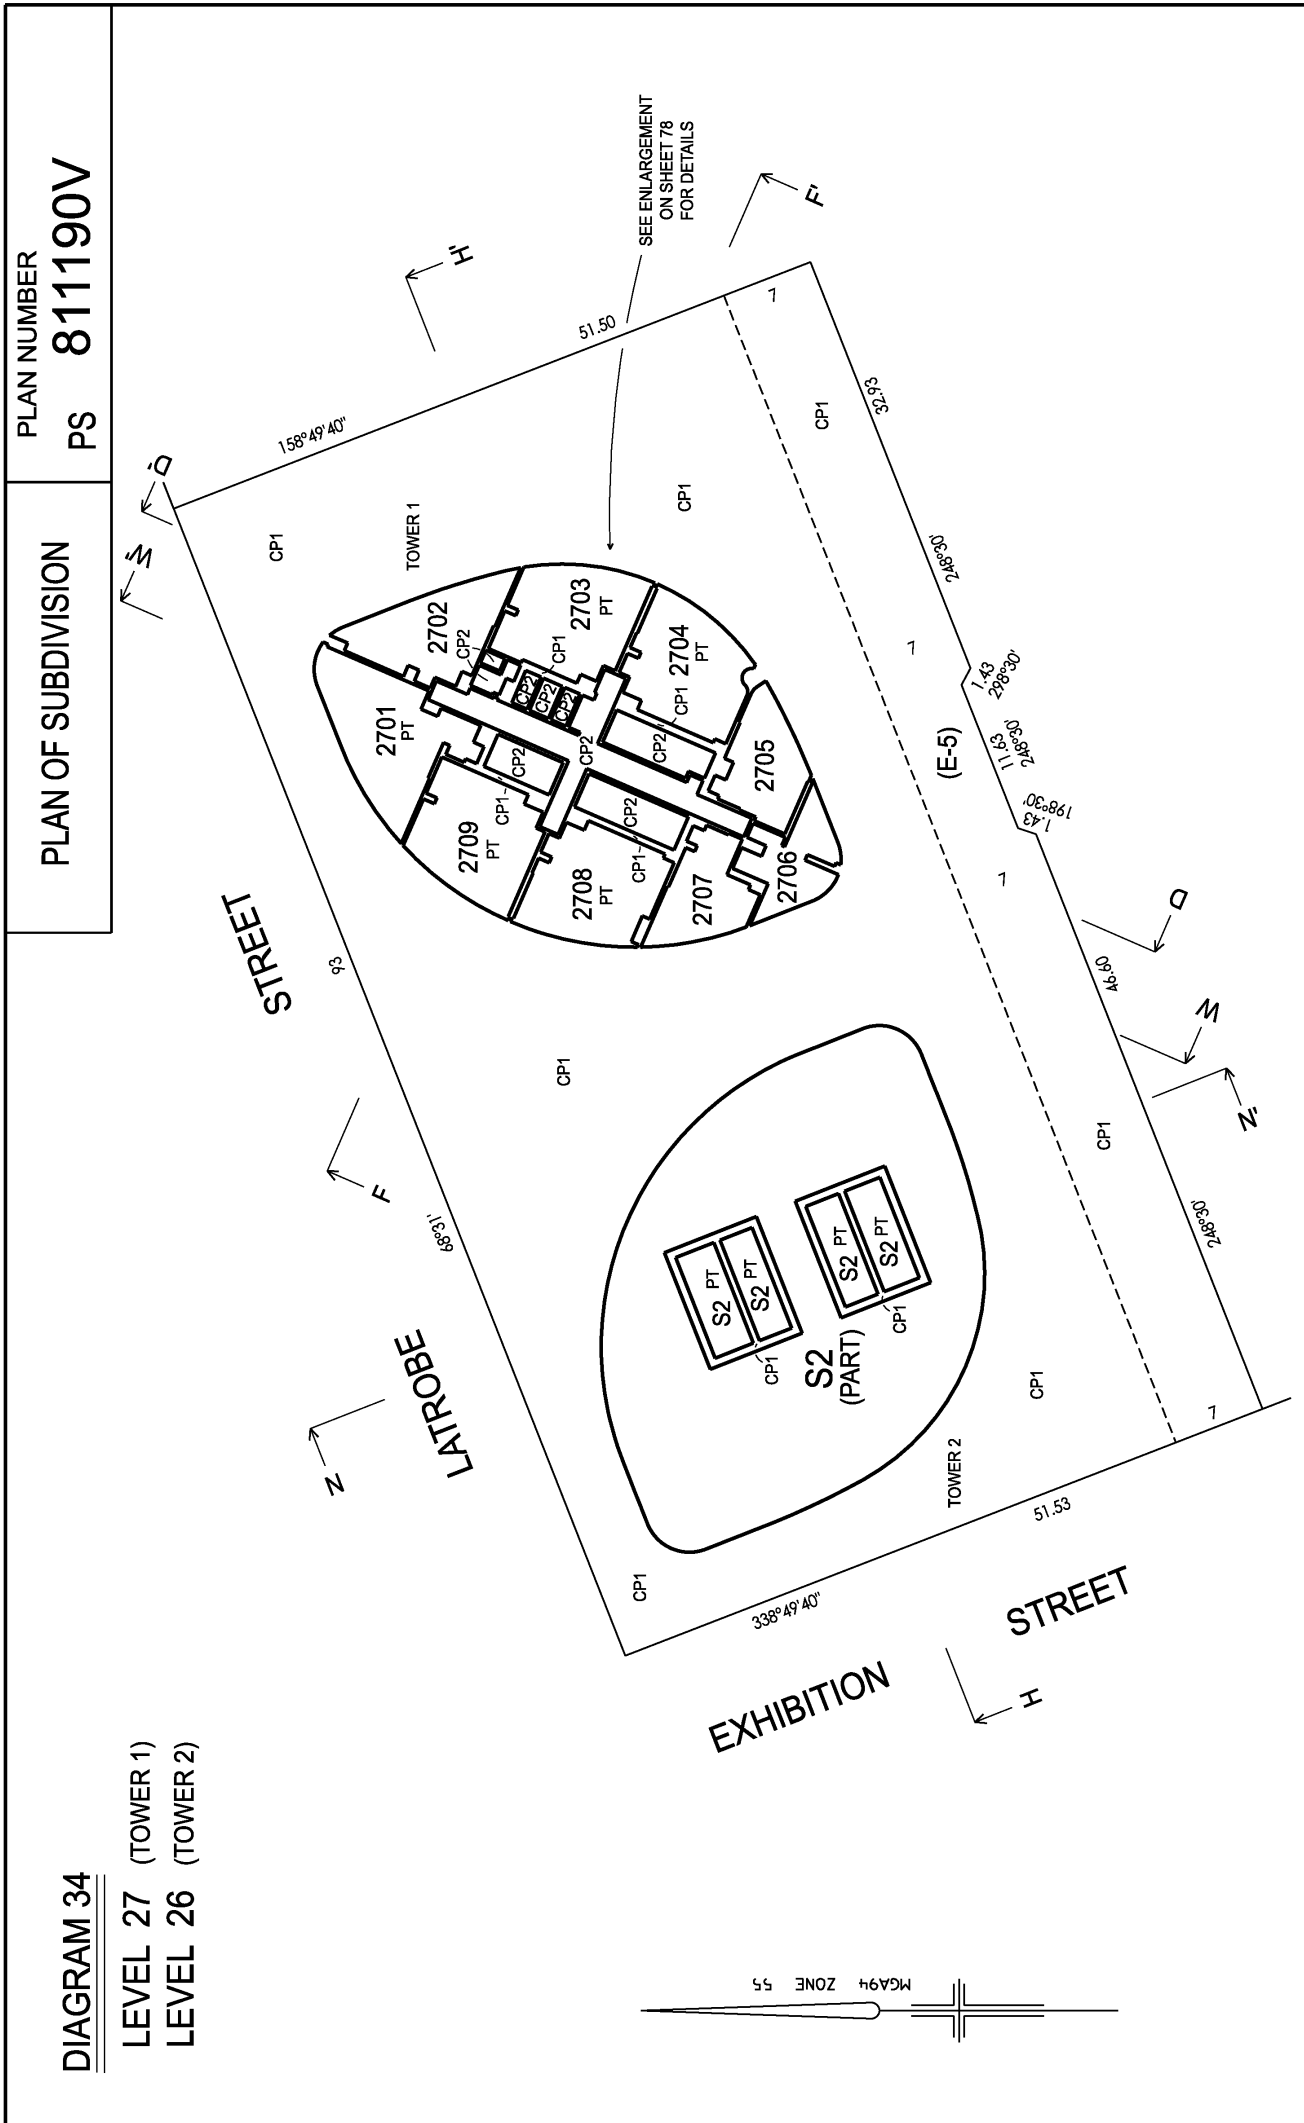 PLAN OF SUBDIVISION
PLAN NUMBER
PS 811190V
DIAGRAM 34
LEVEL 27 (TOWER 1)
LEVEL 26 (TOWER 2)
LATROBE STREET
EXHIBITION STREET
MGA94 ZONE 55
SEE ENLARGEMENT
ON SHEET 78
FOR DETAILS
68°31'
93
158°49'40"
51.50
7
32.93
248°30'
1.43
298°30'
11.63
248°30'
1.43
198°30'
46.60
248°30'
7
51.53
338°49'40"
7
7
(E-5)
N
N'
F
F'
W
W'
D
D'
H
H'
CP1
CP1
CP1
CP1
CP1
CP1
CP1
TOWER 1
2701
PT
2702
2703
PT
2704
PT
2705
2706
2707
2708
PT
2709
PT
CP2
CP1
CP2
CP2
CP2
CP2
CP1
CP2
CP2
CP1
CP2
CP1
TOWER 2
S2
(PART)
S2 PT
S2 PT
CP1
S2 PT
S2 PT
CP1